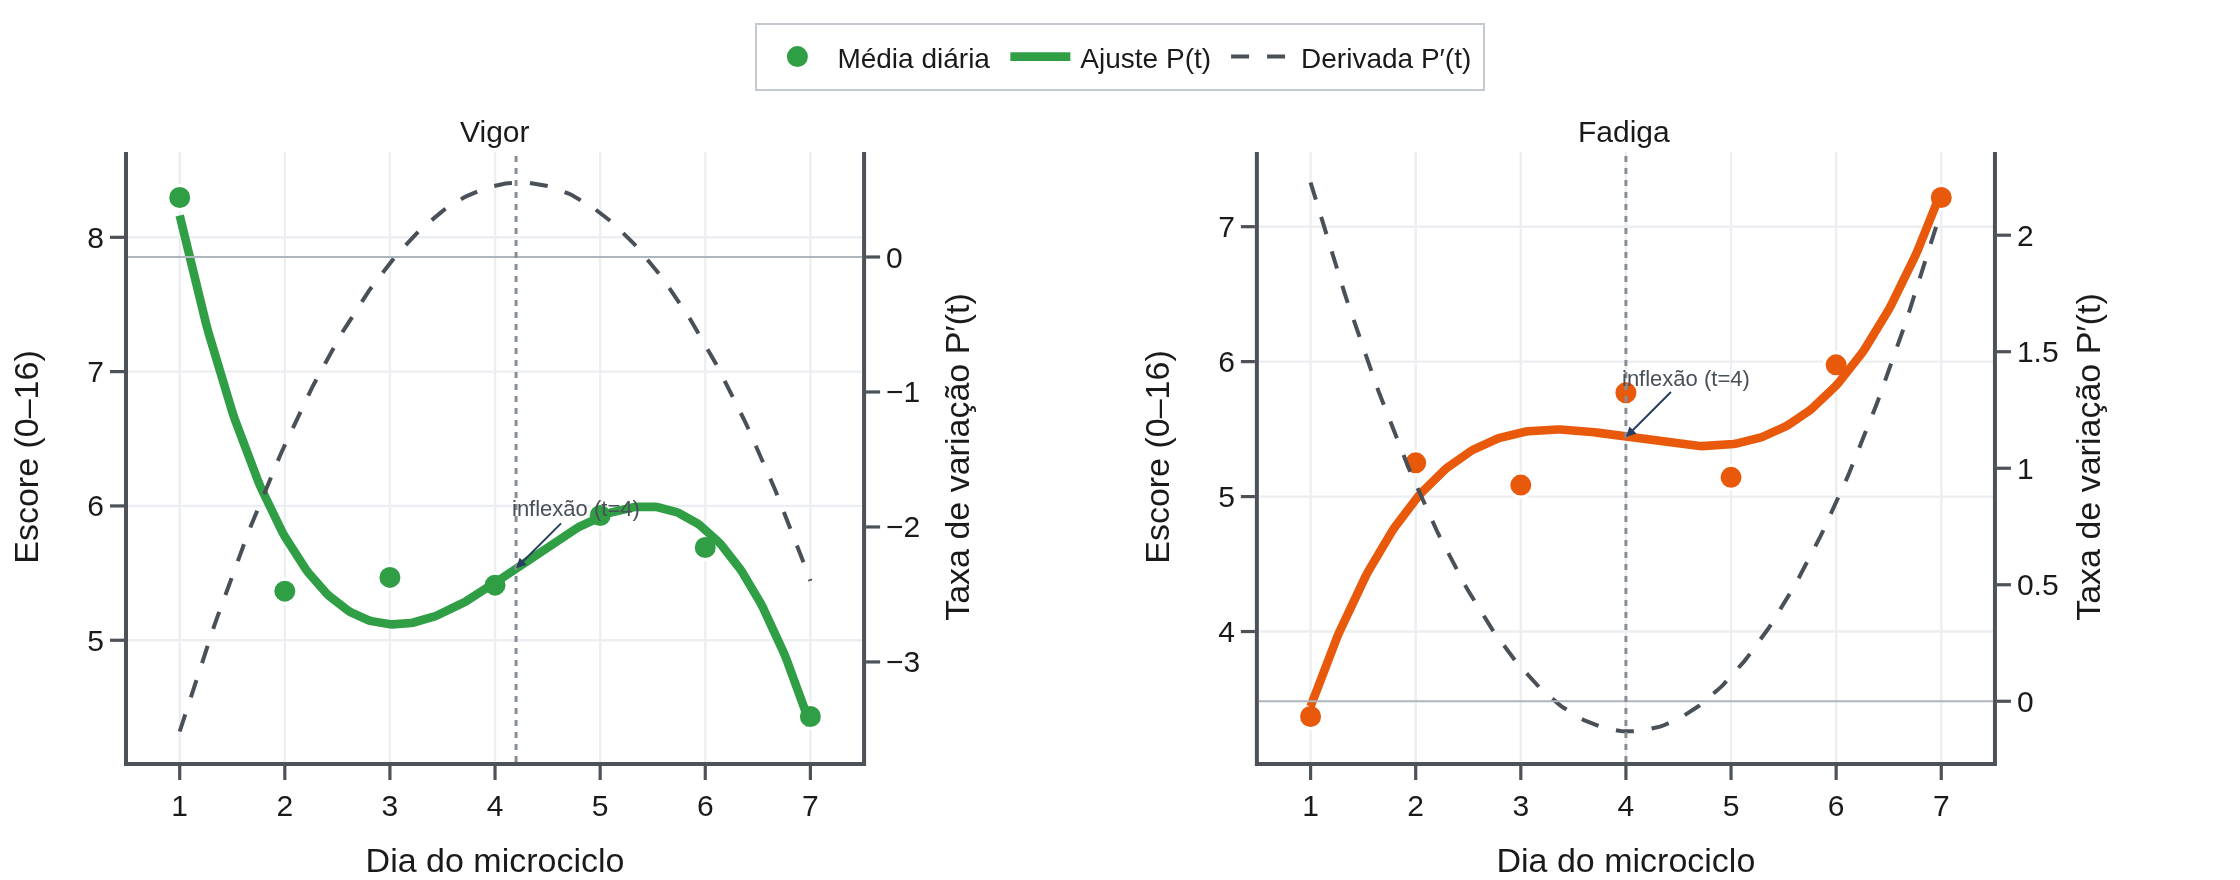 Média diária Ajuste P(t) Derivada P′(t)
Vigor
8
7
6
5
0
−1
−2
−3
Escore (0–16)
Taxa de variação P′(t)
inflexão (t=4)
1 2 3 4 5 6 7
Dia do microciclo
Fadiga
7
6
5
4
2
1.5
1
0.5
0
Escore (0–16)
Taxa de variação P′(t)
inflexão (t=4)
1 2 3 4 5 6 7
Dia do microciclo